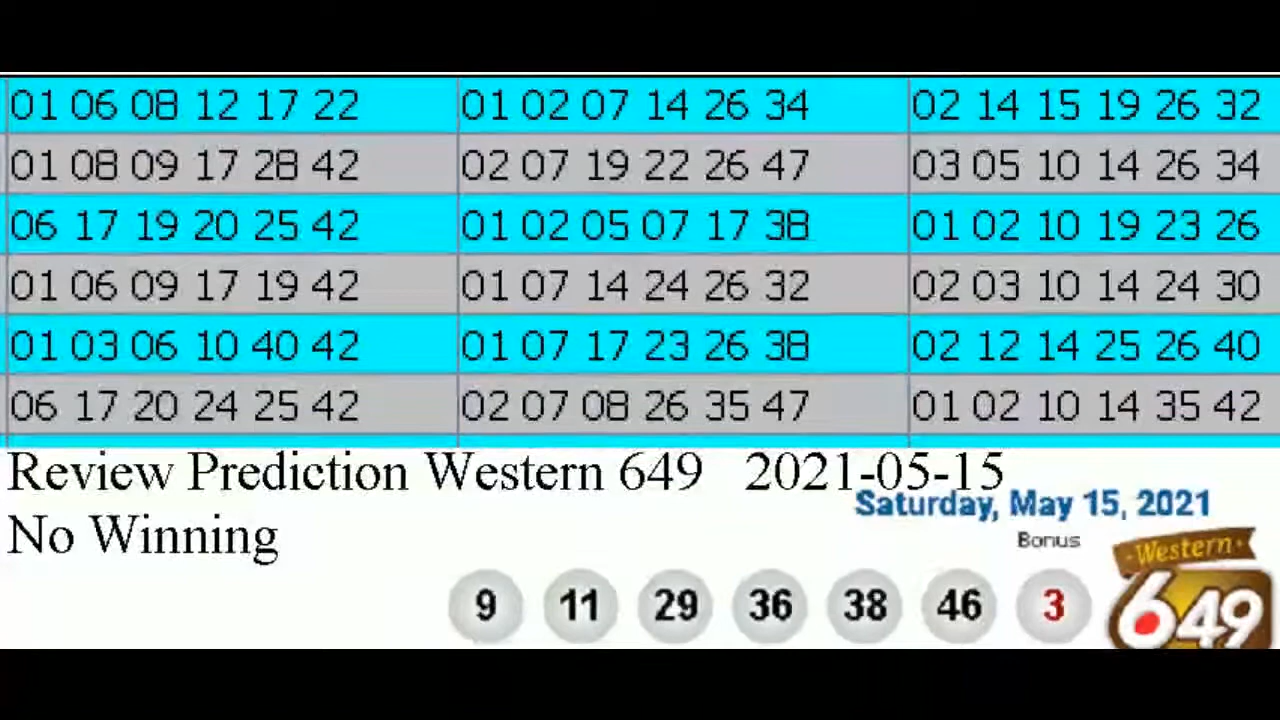 01 06 08 12 17 22 01 02 07 14 26 34 02 14 15 19 26 32
01 08 09 17 28 42 02 07 19 22 26 47 03 05 10 14 26 34
06 17 19 20 25 42 01 02 05 07 17 38 01 02 10 19 23 26
01 06 09 17 19 42 01 07 14 24 26 32 02 03 10 14 24 30
01 03 06 10 40 42 01 07 17 23 26 38 02 12 14 25 26 40
06 17 20 24 25 42 02 07 08 26 35 47 01 02 10 14 35 42
Review Prediction Western 649 2021-05-15
Saturday, May 15, 2021
No Winning
Bonus
Western
649
9 11 29 36 38 46 3